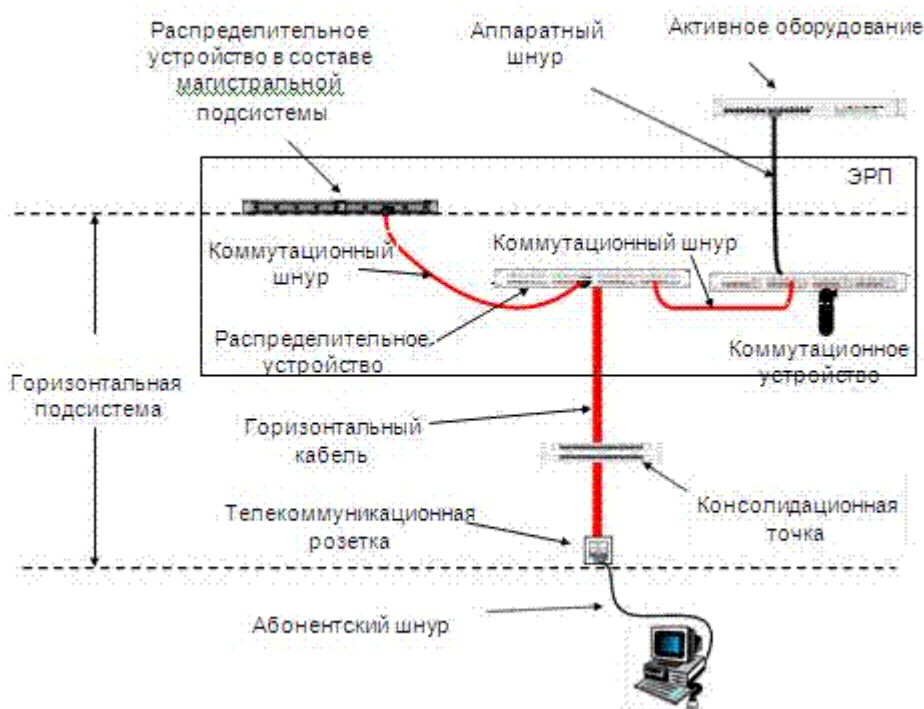 Распределительное
устройство в составе
магистральной
подсистемы
Аппаратный
шнур
Активное оборудование
ЭРП
Коммутационный
шнур
Коммутационный шнур
Распределительное
устройство
Коммутационное
устройство
Горизонтальная
подсистема
Горизонтальный
кабель
Консолидационная
точка
Телекоммуникационная
розетка
Абонентский шнур